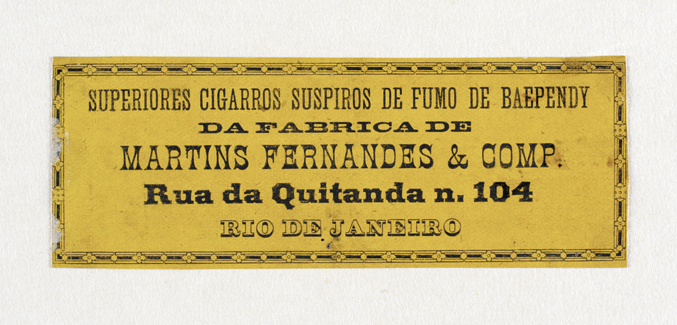 SUPERIORES CIGARROS SUSPIROS DE FUMO DE BAEPENDY
DA FABRICA DE
MARTINS FERNANDES & COMP.
Rua da Quitanda n. 104
RIO DE JANEIRO